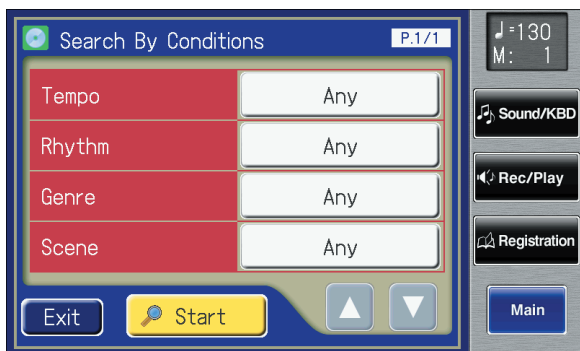 Search By Conditions P.1/1
Tempo Any
Rhythm Any
Genre Any
Scene Any
Exit Start
♩=130
M: 1
Sound/KBD
Rec/Play
Registration
Main